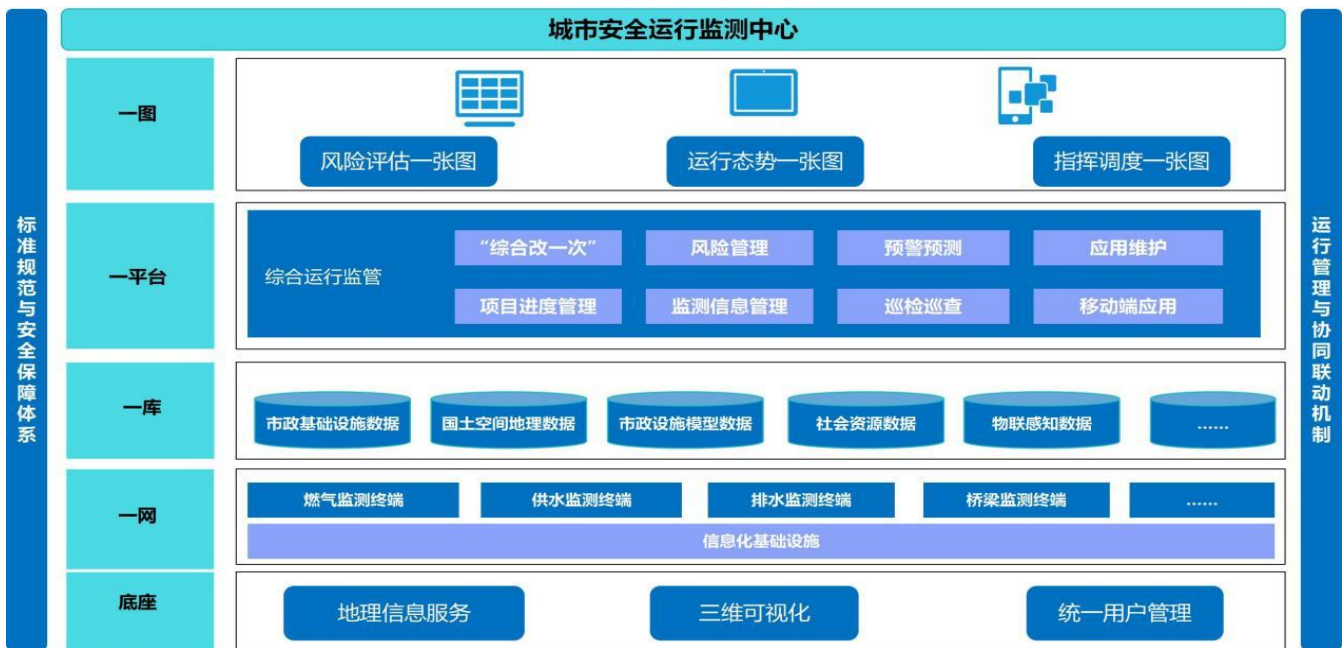 城市安全运行监测中心
标准规范与安全保障体系
一图
风险评估一张图
运行态势一张图
指挥调度一张图
一平台
综合运行监管
“综合改一次”
风险管理
预警预测
应用维护
项目进度管理
监测信息管理
巡检巡查
移动端应用
一库
市政基础设施数据
国土空间地理数据
市政设施模型数据
社会资源数据
物联感知数据
……
一网
燃气监测终端
供水监测终端
排水监测终端
桥梁监测终端
……
信息化基础设施
底座
地理信息服务
三维可视化
统一用户管理
运行管理与协同联动机制